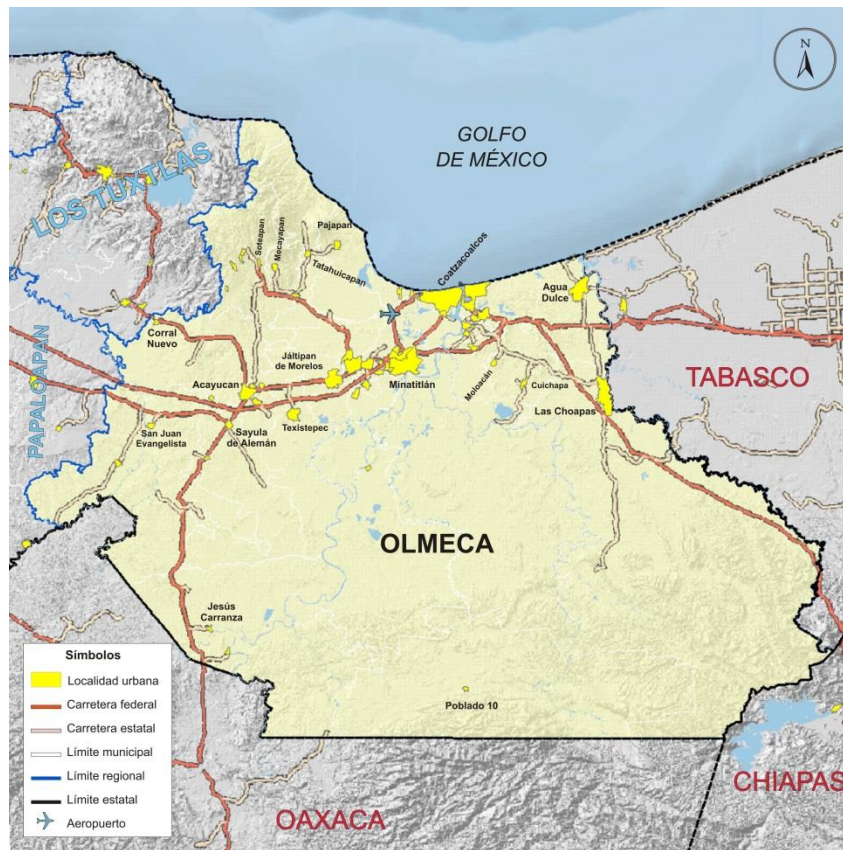 N
GOLFO
DE MÉXICO
LOS TUXTLAS
Soteapan
Mecayapan
Pajapan
Tatahuicapan
Coatzacoalcos
Agua
Dulce
Corral
Nuevo
Jáltipan
de Morelos
TABASCO
PAPALOAPAN
Acayucan
Minatitlán
Moloacán
Cuichapa
Las Choapas
San Juan
Evangelista
Sayula
de Alemán
Texistepec
OLMECA
Jesús
Carranza
Poblado 10
Símbolos
Localidad urbana
Carretera federal
Carretera estatal
Límite municipal
Límite regional
Límite estatal
Aeropuerto
OAXACA
CHIAPAS